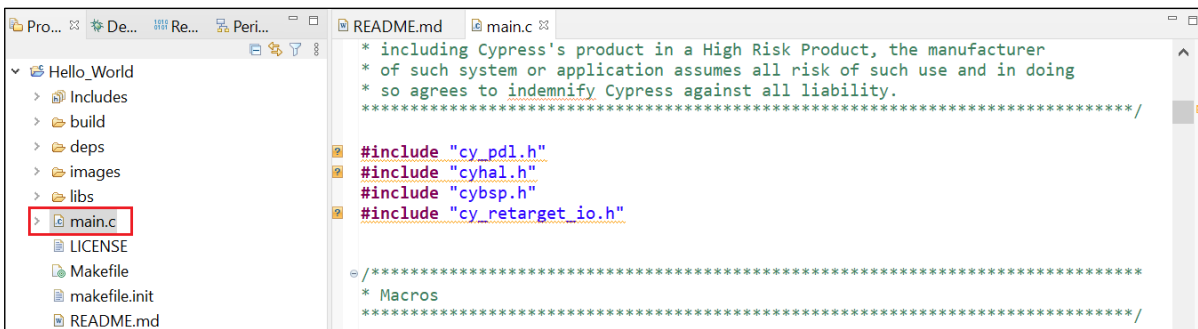 Pro... De... Re... Peri...
Hello_World
Includes
build
deps
images
libs
main.c
LICENSE
Makefile
makefile.init
README.md
README.md main.c
* including Cypress's product in a High Risk Product, the manufacturer
* of such system or application assumes all risk of such use and in doing
* so agrees to indemnify Cypress against all liability.
*******************************************************************************/
#include "cy_pdl.h"
#include "cyhal.h"
#include "cybsp.h"
#include "cy_retarget_io.h"
/*******************************************************************************
* Macros
*******************************************************************************/